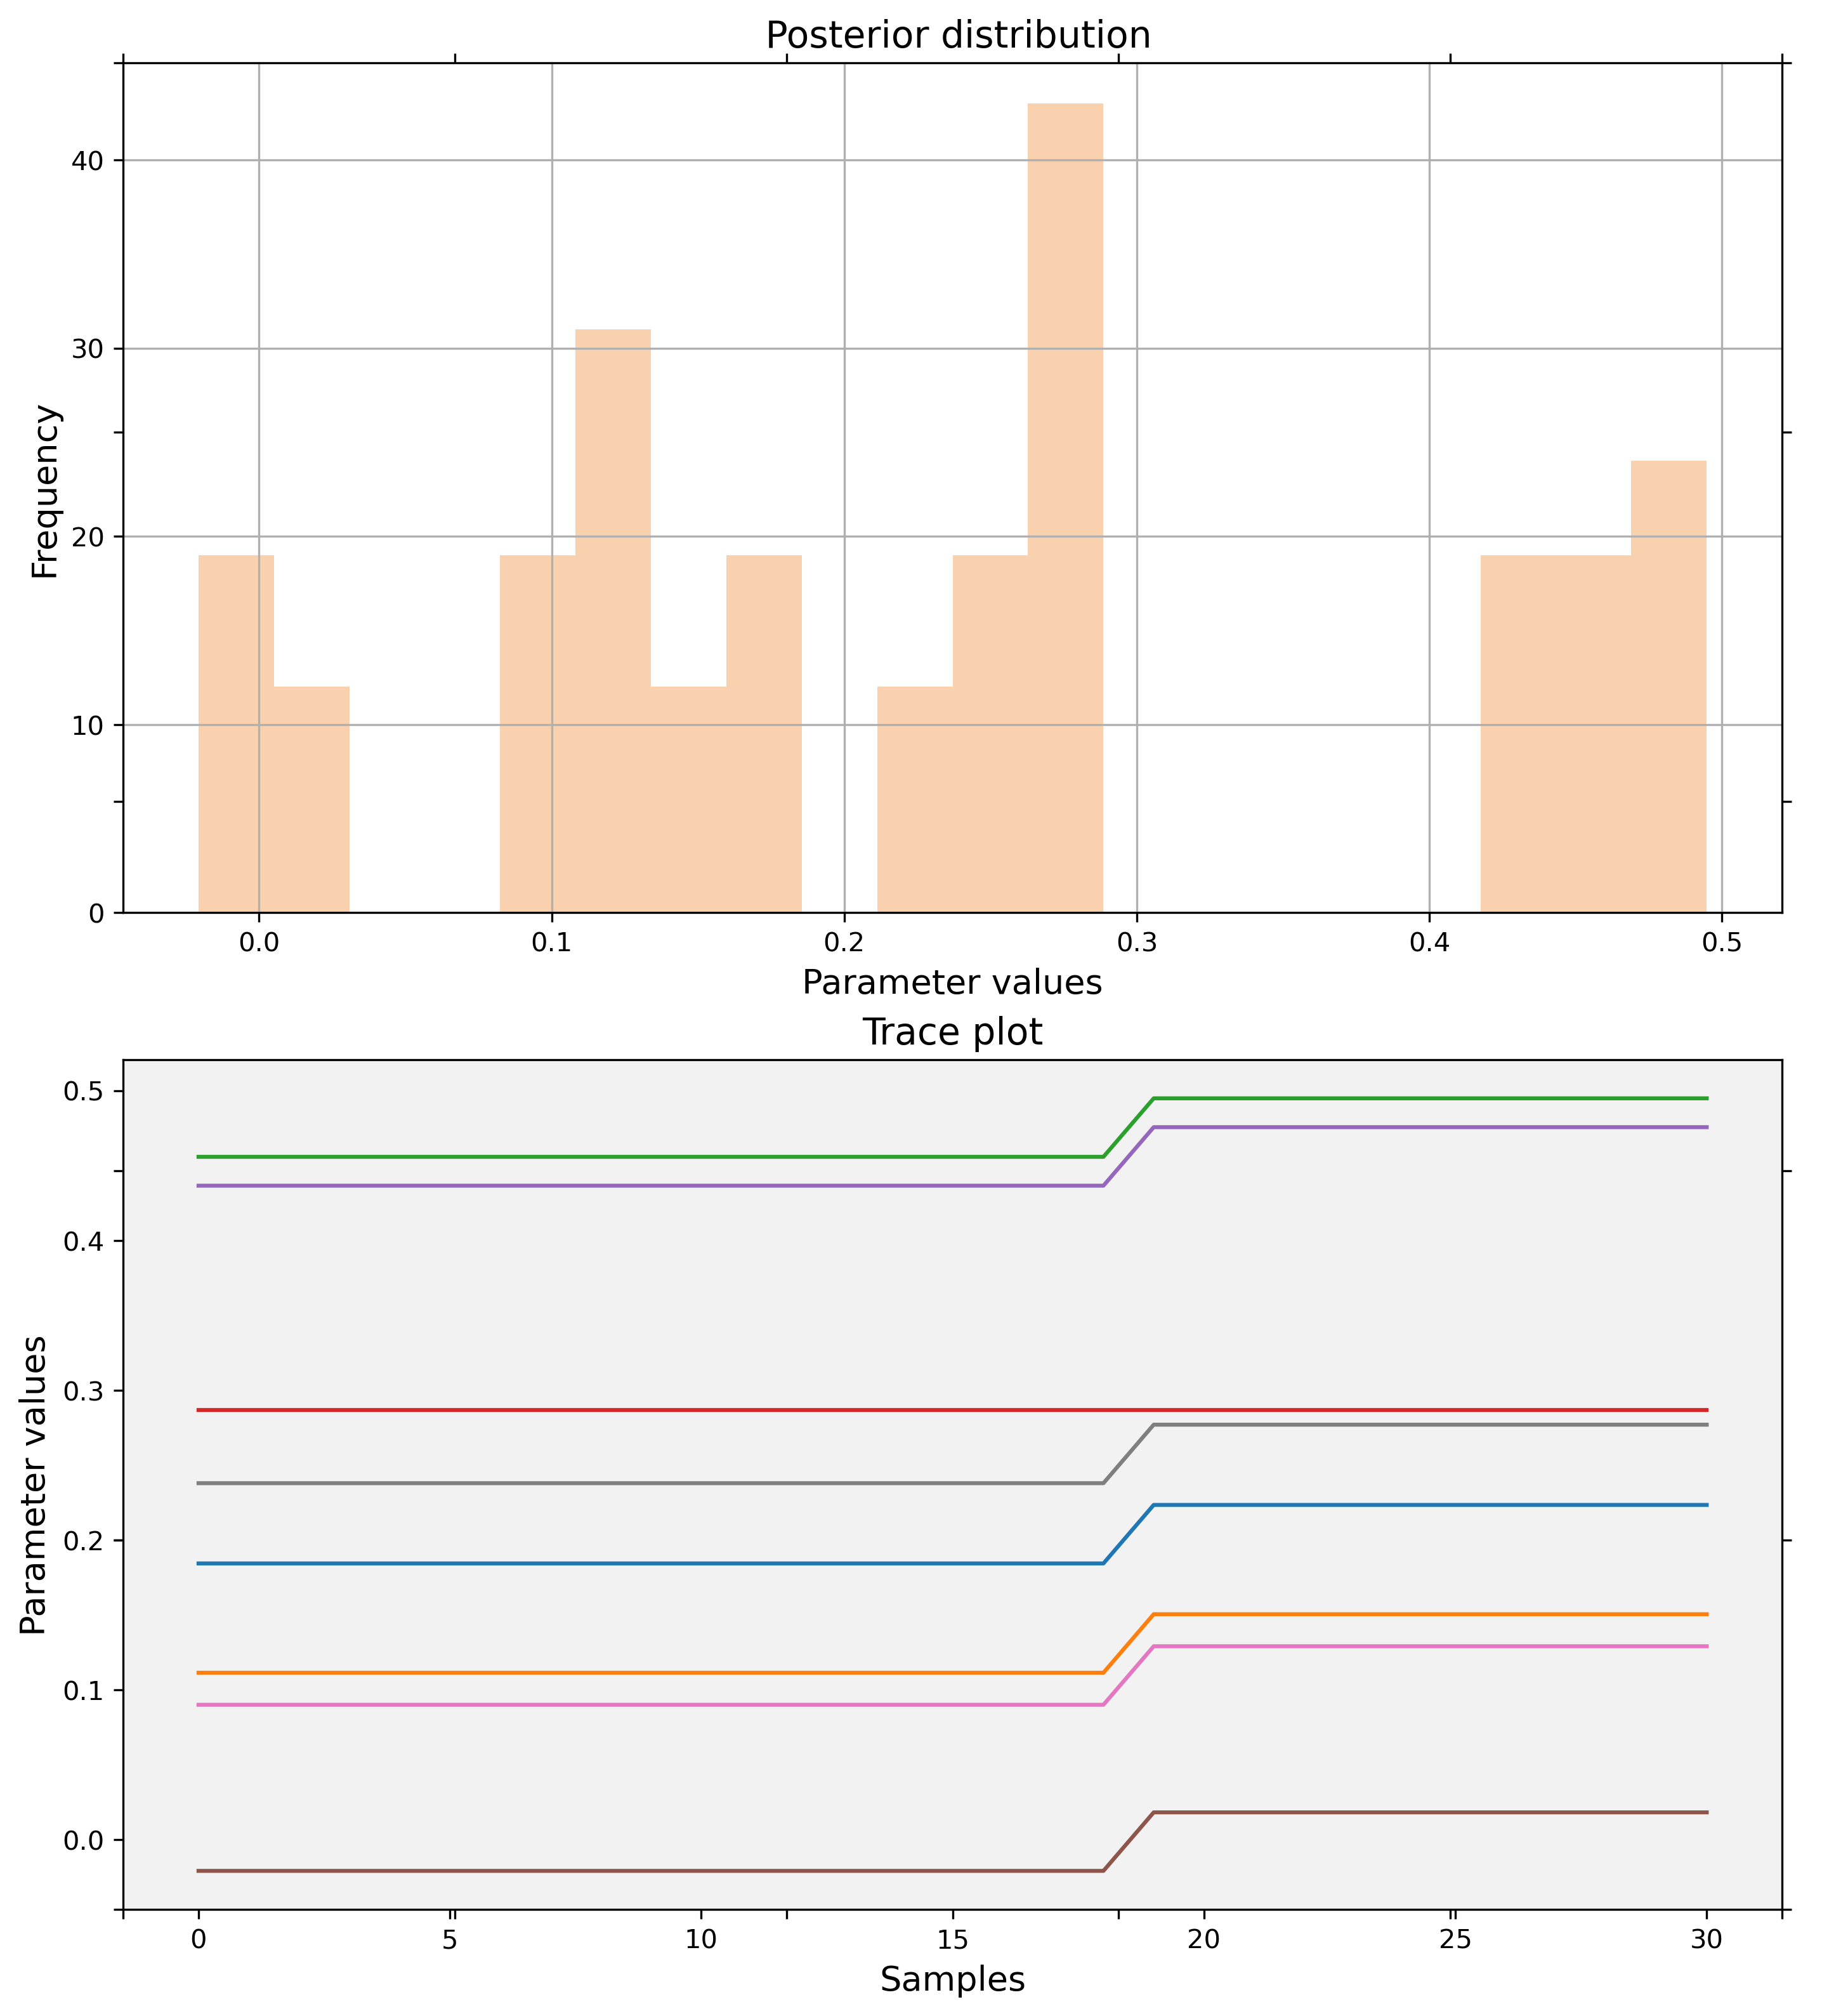 Posterior distribution
40
30
20
10
0
Frequency
0.0 0.1 0.2 0.3 0.4 0.5
Parameter values
Trace plot
0.5
0.4
0.3
0.2
0.1
0.0
Parameter values
0 5 10 15 20 25 30
Samples